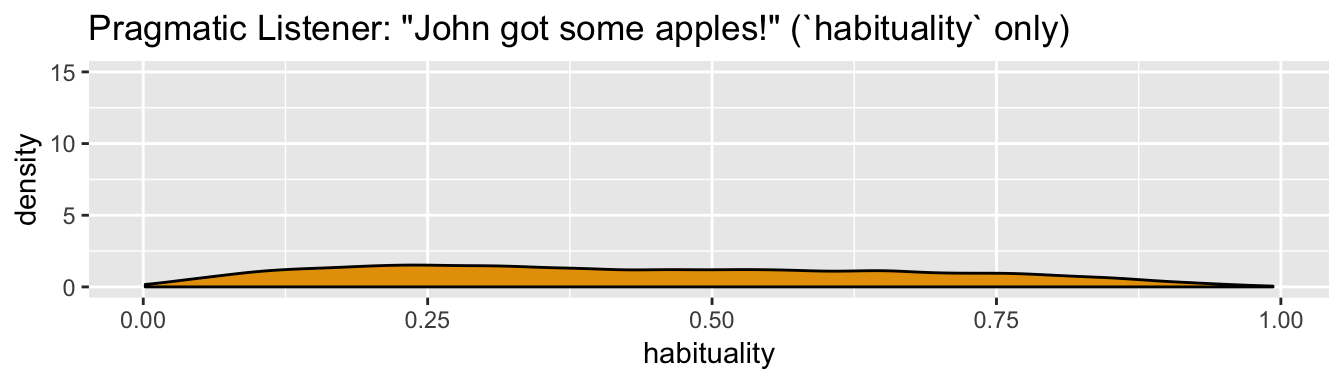 Pragmatic Listener: "John got some apples!" (`habituality` only)
15
10
5
0
density
0.00 0.25 0.50 0.75 1.00
habituality